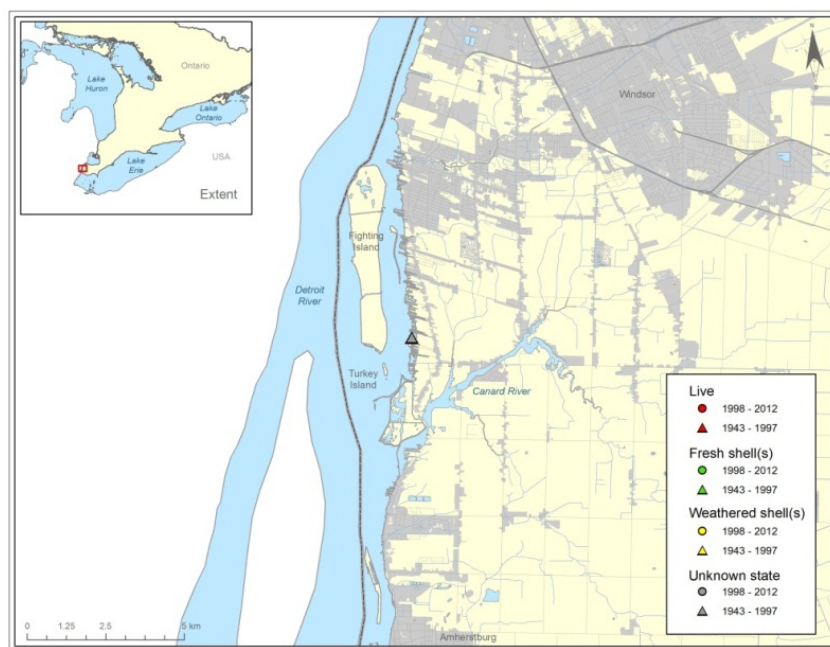 Ontario
Lake
Huron
Lake
Ontario
Lake
Erie
USA
Extent
N
Windsor
Fighting
Island
Detroit
River
Turkey
Island
Canard River
Live
1998 - 2012
1943 - 1997
Fresh shell(s)
1998 - 2012
1943 - 1997
Weathered shell(s)
1998 - 2012
1943 - 1997
Unknown state
1998 - 2012
1943 - 1997
0 1.25 2.5 5 km
Amherstburg